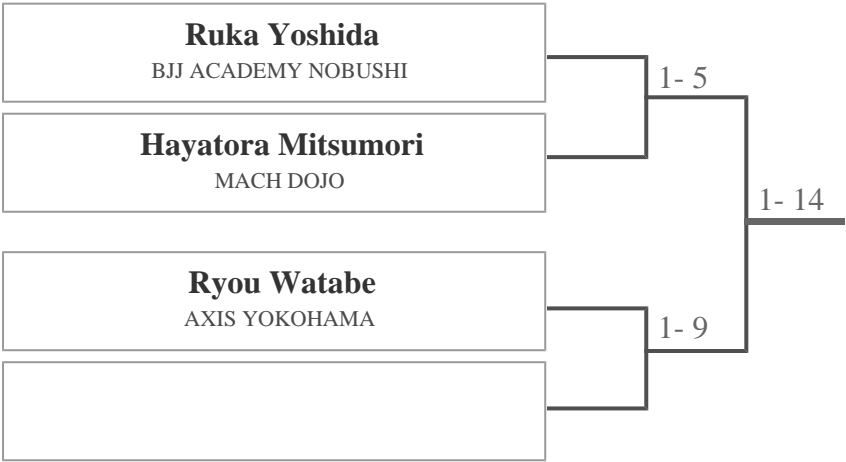 Ruka Yoshida
BJJ ACADEMY NOBUSHI
1- 5
Hayatora Mitsumori
MACH DOJO
1- 14
Ryou Watabe
AXIS YOKOHAMA
1- 9